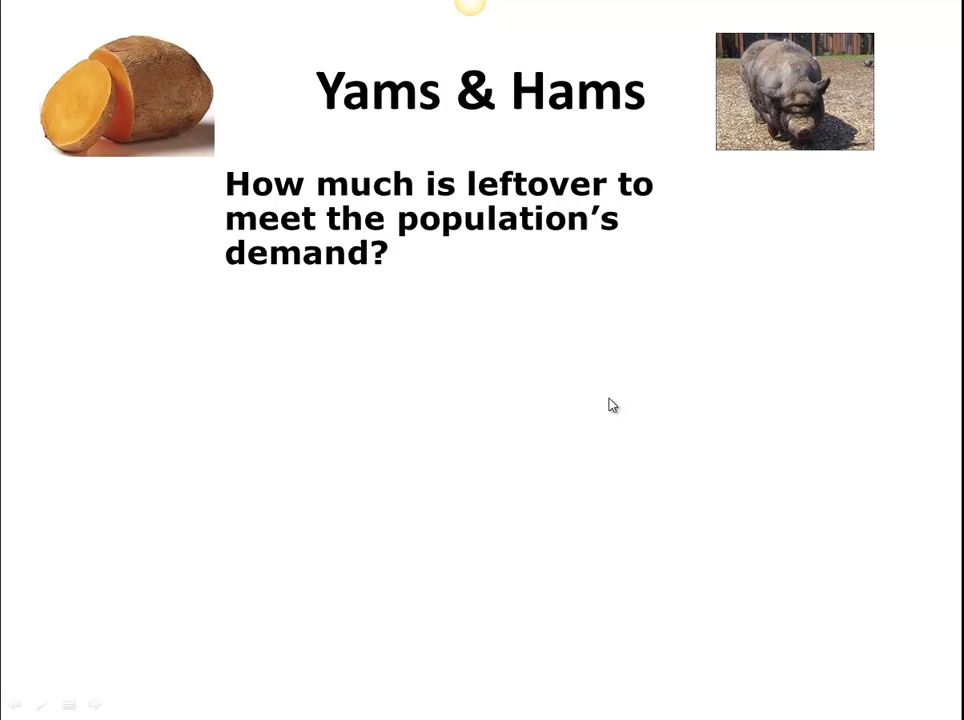 Yams & Hams
How much is leftover to
meet the population’s
demand?